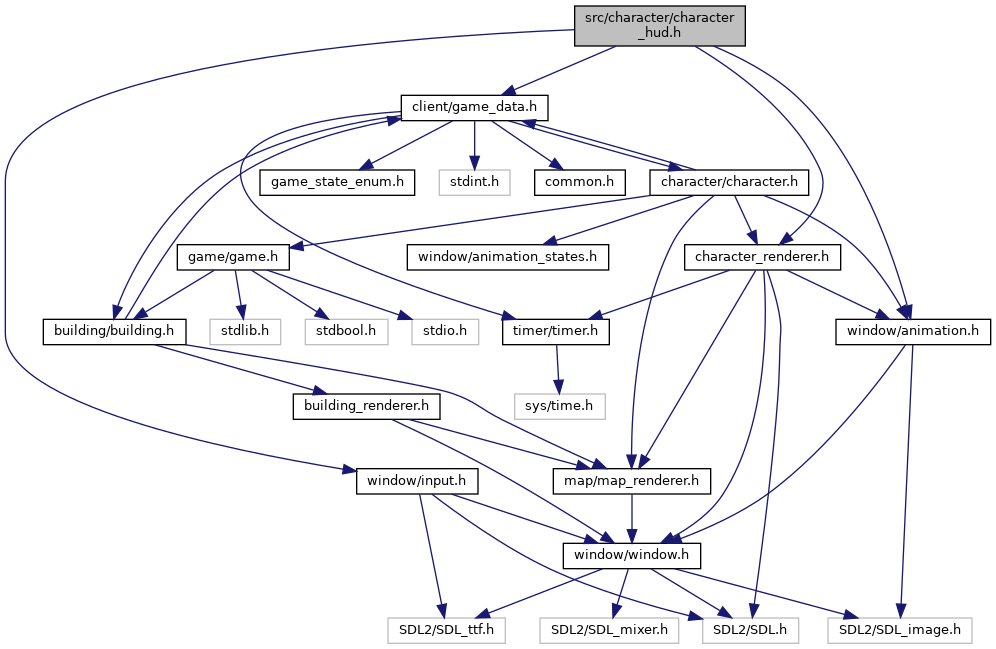 src/character/character
_hud.h
client/game_data.h
game_state_enum.h
stdint.h
common.h
character/character.h
game/game.h
window/animation_states.h
character_renderer.h
building/building.h
stdlib.h
stdbool.h
stdio.h
timer/timer.h
window/animation.h
building_renderer.h
sys/time.h
window/input.h
map/map_renderer.h
window/window.h
SDL2/SDL_ttf.h
SDL2/SDL_mixer.h
SDL2/SDL.h
SDL2/SDL_image.h